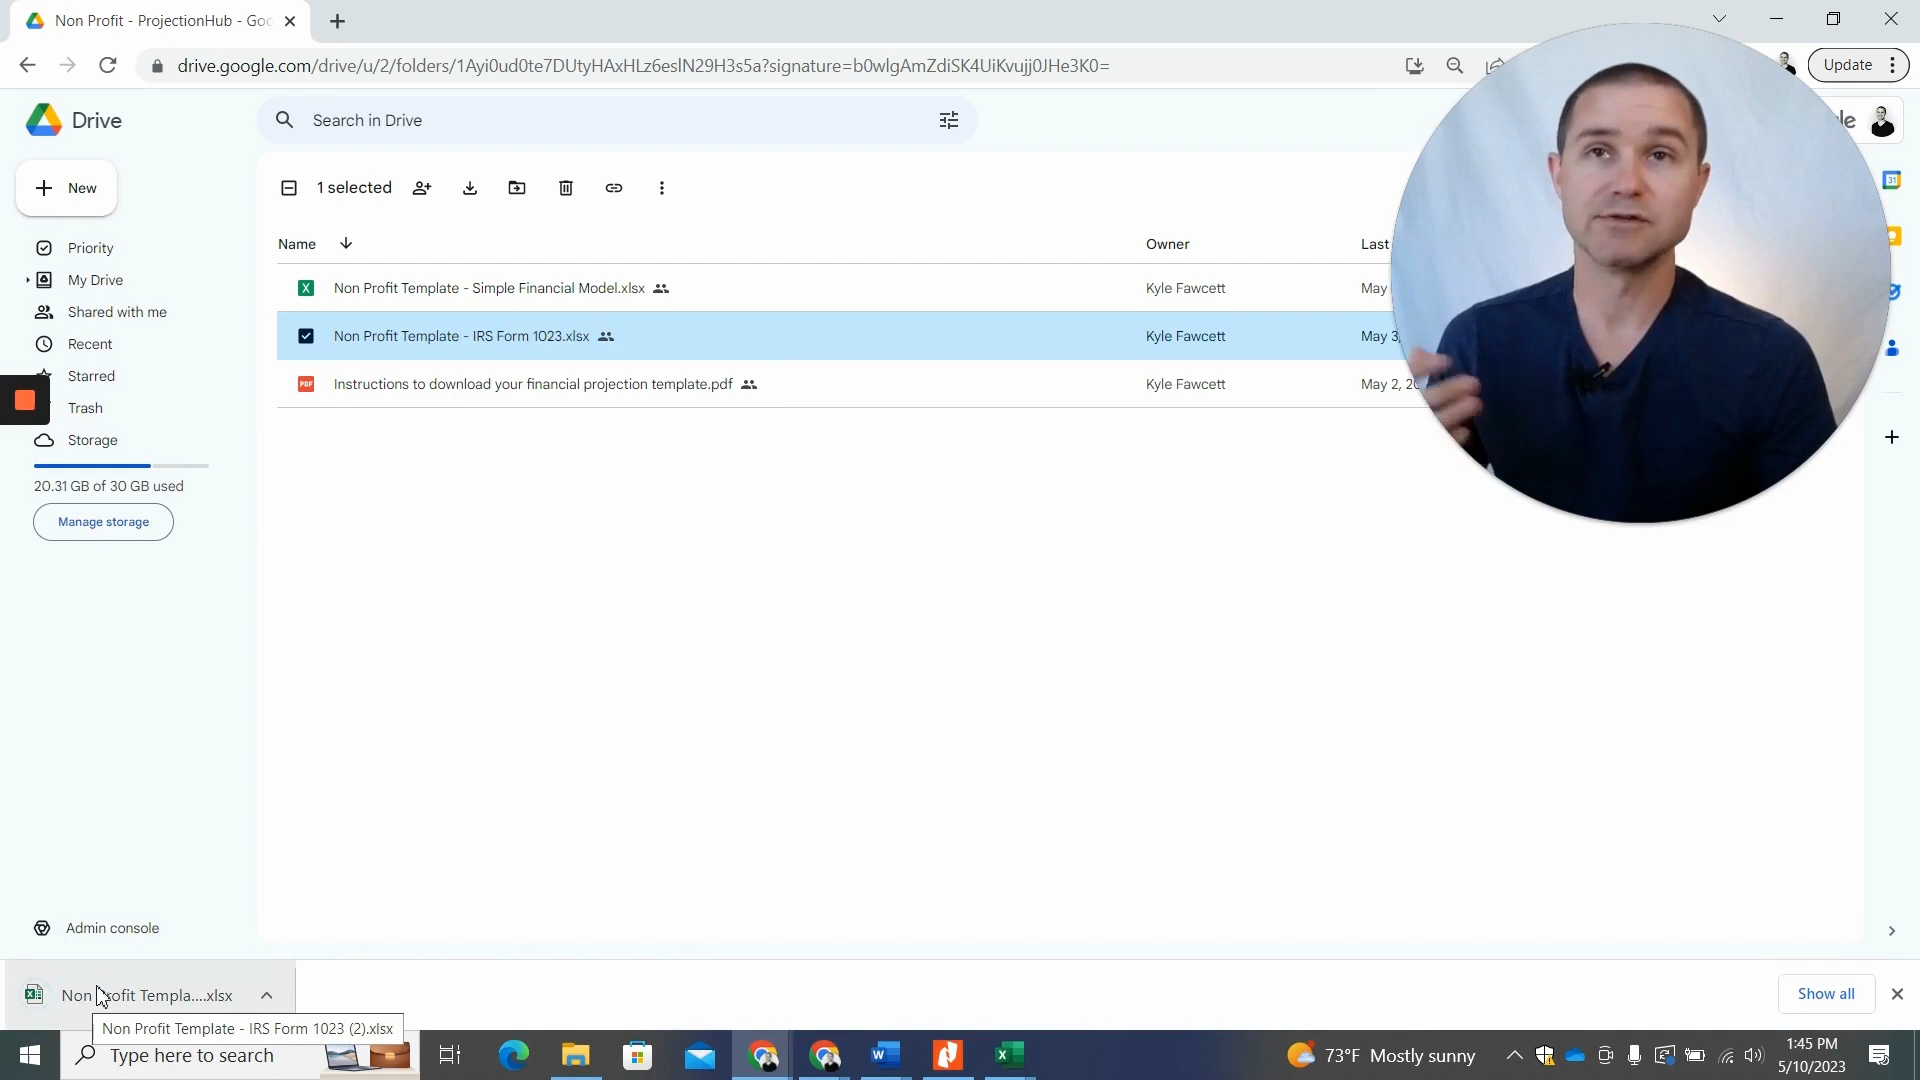 Non Profit - ProjectionHub - Goo
drive.google.com/drive/u/2/folders/1Ayi0ud0te7DUtyHAxHLz6eslN29H3s5a?signature=b0wlgAmZdiSK4UiKvujj0JHe3K0=
Update
Drive
Search in Drive
le
New
1 selected
Priority
My Drive
Shared with me
Recent
Starred
Trash
Storage
20.31 GB of 30 GB used
Manage storage
Name
Owner
Last
Non Profit Template - Simple Financial Model.xlsx
Kyle Fawcett
May
Non Profit Template - IRS Form 1023.xlsx
Kyle Fawcett
May 3,
PDF
Instructions to download your financial projection template.pdf
Kyle Fawcett
May 2, 20
31
Admin console
Non Profit Templa....xlsx
Show all
Non Profit Template - IRS Form 1023 (2).xlsx
Type here to search
73°F Mostly sunny
1:45 PM
5/10/2023